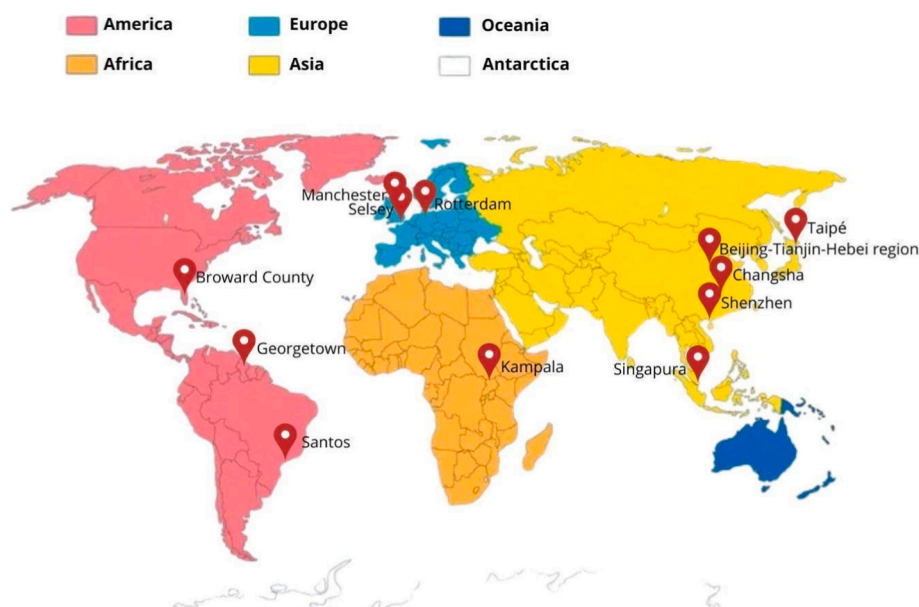 America
Europe
Oceania
Africa
Asia
Antarctica
Manchester
Selsey
Rotterdam
Taipé
Beijing-Tianjin-Hebei region
Changsha
Broward County
Shenzhen
Georgetown
Kampala
Singapura
Santos